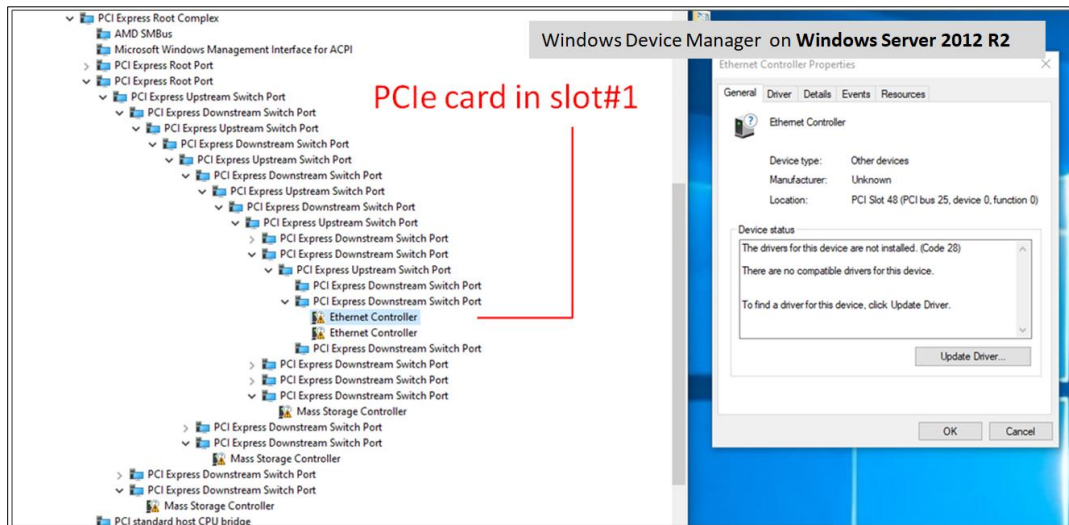 PCI Express Root Complex
AMD SMBus
Microsoft Windows Management Interface for ACPI
PCI Express Root Port
PCI Express Root Port
PCI Express Upstream Switch Port
PCI Express Downstream Switch Port
PCI Express Upstream Switch Port
PCI Express Downstream Switch Port
PCI Express Upstream Switch Port
PCI Express Downstream Switch Port
PCI Express Upstream Switch Port
PCI Express Downstream Switch Port
PCI Express Upstream Switch Port
PCI Express Downstream Switch Port
PCI Express Downstream Switch Port
PCI Express Upstream Switch Port
PCI Express Downstream Switch Port
PCI Express Downstream Switch Port
Ethernet Controller
Ethernet Controller
PCI Express Downstream Switch Port
PCI Express Downstream Switch Port
PCI Express Downstream Switch Port
PCI Express Downstream Switch Port
Mass Storage Controller
PCI Express Downstream Switch Port
PCI Express Downstream Switch Port
Mass Storage Controller
PCI Express Downstream Switch Port
PCI Express Downstream Switch Port
Mass Storage Controller
PCI standard host CPU bridge
PCIe card in slot#1
Windows Device Manager on Windows Server 2012 R2
Ethernet Controller Properties
General Driver Details Events Resources
Ethernet Controller
Device type: Other devices
Manufacturer: Unknown
Location: PCI Slot 48 (PCI bus 25, device 0, function 0)
Device status
The drivers for this device are not installed. (Code 28)
There are no compatible drivers for this device.
To find a driver for this device, click Update Driver.
Update Driver...
OK Cancel